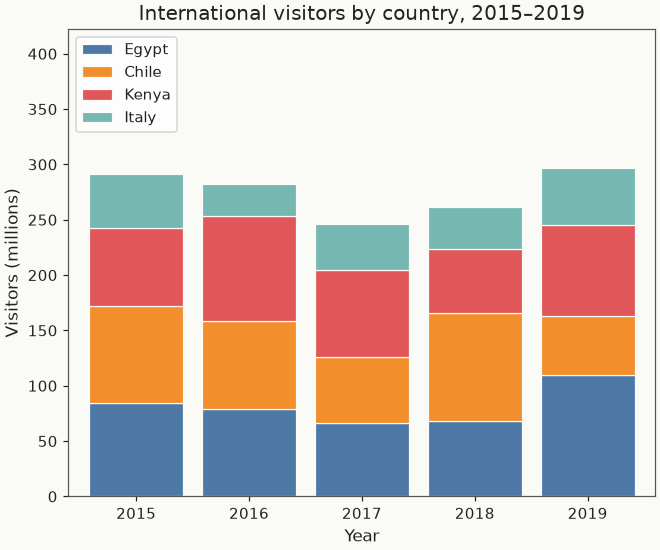 International visitors by country, 2015–2019
Egypt
Chile
Kenya
Italy
Visitors (millions)
400
350
300
250
200
150
100
50
0
2015 2016 2017 2018 2019
Year